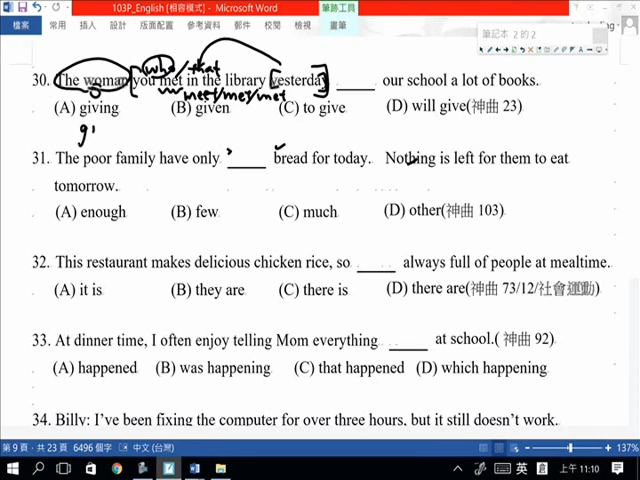 103P_English [相容模式] - Microsoft Word
筆跡工具
檔案 常用 插入 設計 版面配置 參考資料 郵件 校閱 檢視 畫筆
筆記本 2 的 2
who / that
30. The woman you met in the library yesterday ____ our school a lot of books.
meet/met/met
(A) giving (B) given (C) to give (D) will give(神曲 23)
gi
31. The poor family have only ____ bread for today. Nothing is left for them to eat
tomorrow.
(A) enough (B) few (C) much (D) other(神曲 103)
32. This restaurant makes delicious chicken rice, so ____ always full of people at mealtime.
(A) it is (B) they are (C) there is (D) there are(神曲 73/12/社會運動)
33. At dinner time, I often enjoy telling Mom everything ____ at school.( 神曲 92)
(A) happened (B) was happening (C) that happened (D) which happening
34. Billy: I've been fixing the computer for over three hours, but it still doesn't work.
第 9 頁，共 23 頁 6496 個字 中文 (台灣) 137%
英 上午 11:10